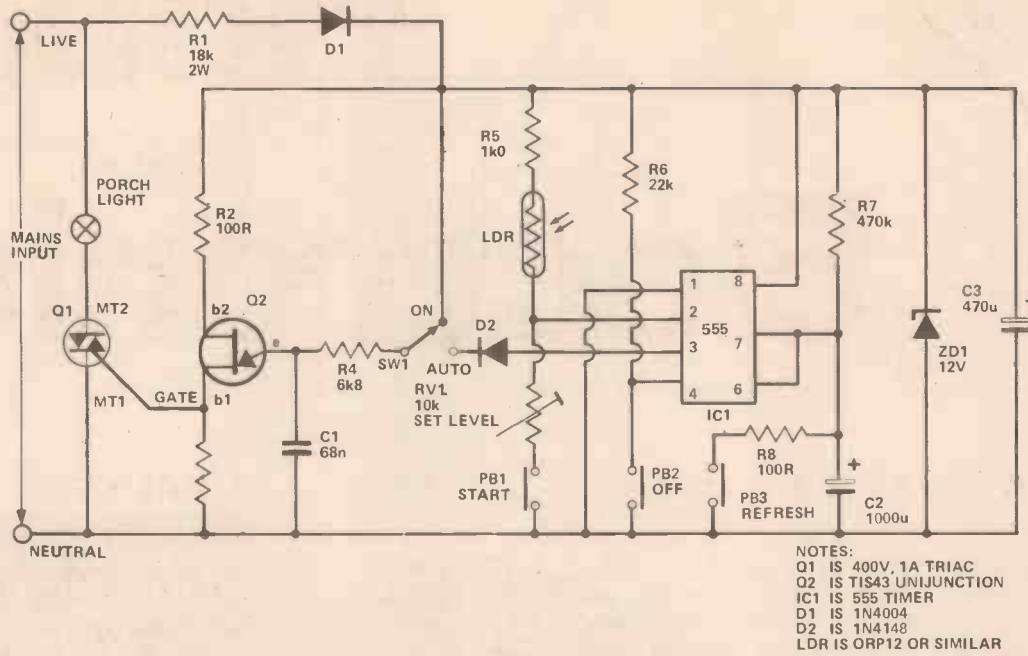 LIVE
R1
18k
2W
D1
R5
1k0
R6
22k
R7
470k
PORCH
LIGHT
R2
100R
MAINS
INPUT
LDR
1
8
2
555
3
7
4
6
IC1
C3
470u
+
ZD1
12V
Q1
MT2
b2
Q2
e
ON
D2
SW1
AUTO
R4
6k8
RV1
10k
SET LEVEL
MT1
GATE
b1
C1
68n
R8
100R
+
PB1
START
PB2
OFF
PB3
REFRESH
C2
1000u
NEUTRAL
NOTES:
Q1 IS 400V, 1A TRIAC
Q2 IS TIS43 UNIJUNCTION
IC1 IS 555 TIMER
D1 IS 1N4004
D2 IS 1N4148
LDR IS ORP12 OR SIMILAR